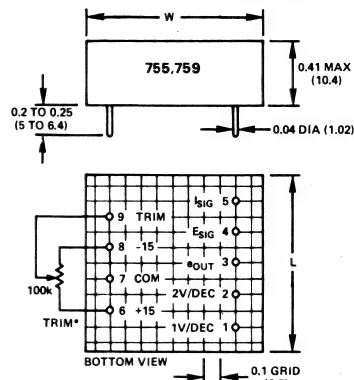 W
755,759
0.41 MAX
(10.4)
0.2 TO 0.25
(5 TO 6.4)
0.04 DIA (1.02)
I_SIG 5
9 TRIM
E_SIG 4
8 -15
e_OUT 3
7 COM
L
100k
2V/DEC 2
6 +15
TRIM*
1V/DEC 1
BOTTOM VIEW
0.1 GRID